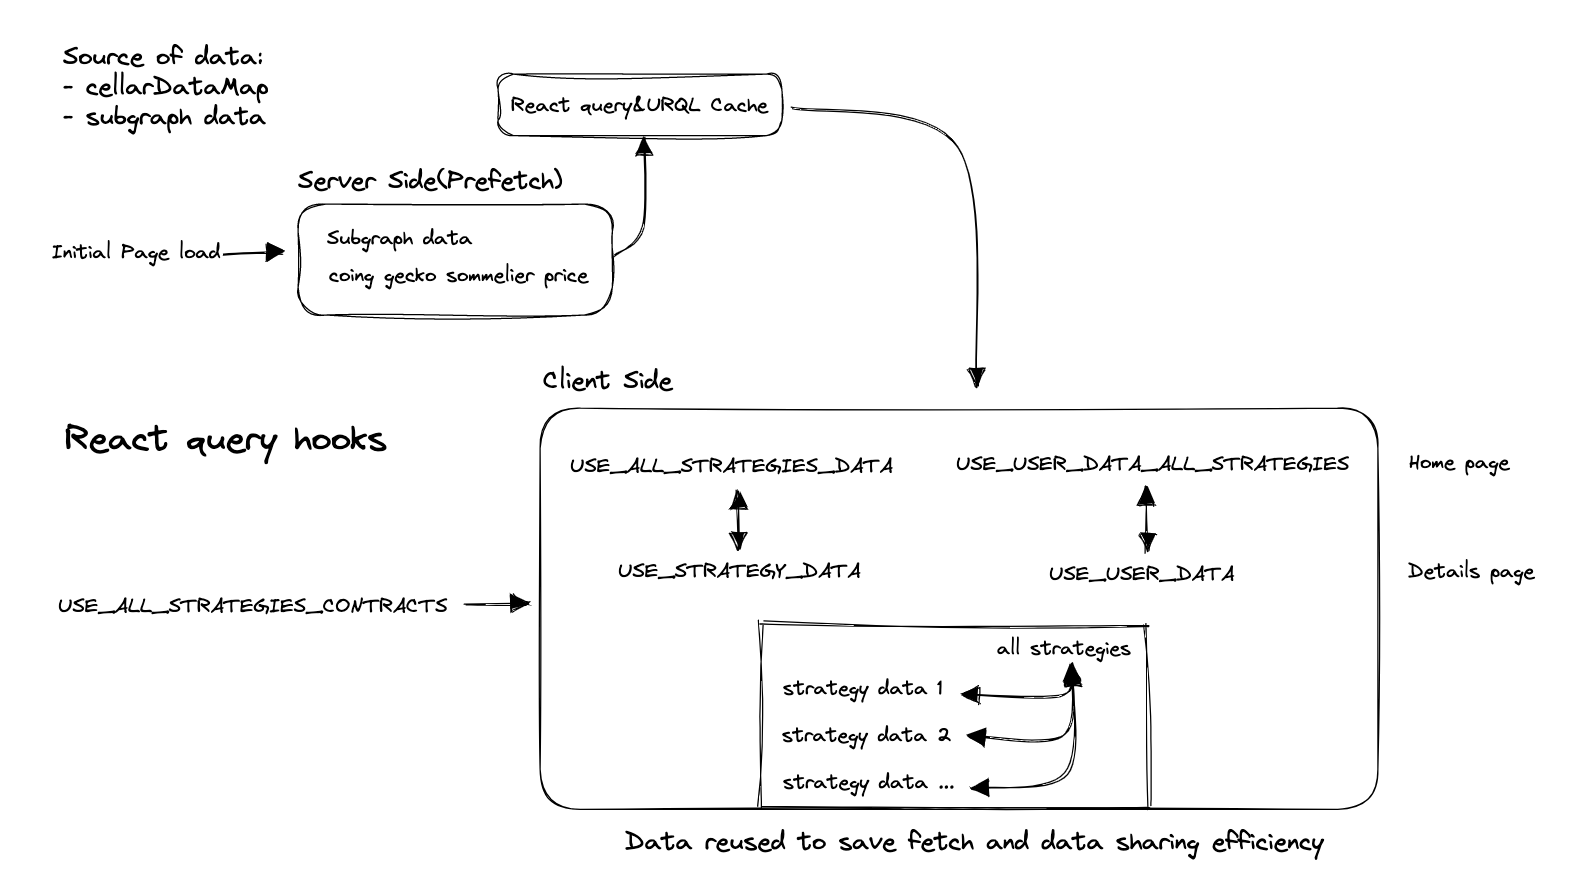 Source of data:
- cellarDataMap
- subgraph data
React query&URQL Cache
Server Side(Prefetch)
Initial Page load
Subgraph data
coing gecko sommelier price
Client Side
React query hooks
USE_ALL_STRATEGIES_DATA
USE_USER_DATA_ALL_STRATEGIES
Home page
USE_STRATEGY_DATA
USE_USER_DATA
Details page
USE_ALL_STRATEGIES_CONTRACTS
all strategies
strategy data 1
strategy data 2
strategy data ...
Data reused to save fetch and data sharing efficiency